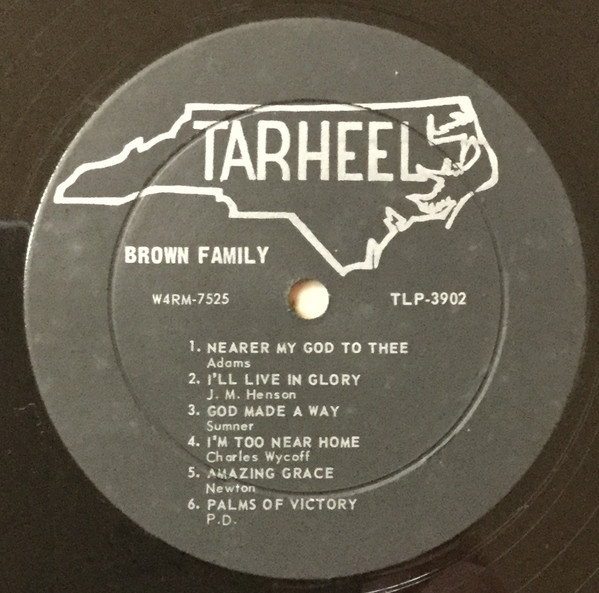 TARHEEL
BROWN FAMILY
W4RM-7525 TLP-3902
1. NEARER MY GOD TO THEE
Adams
2. I'LL LIVE IN GLORY
J. M. Henson
3. GOD MADE A WAY
Sumner
4. I'M TOO NEAR HOME
Charles Wycoff
5. AMAZING GRACE
Newton
6. PALMS OF VICTORY
P.D.